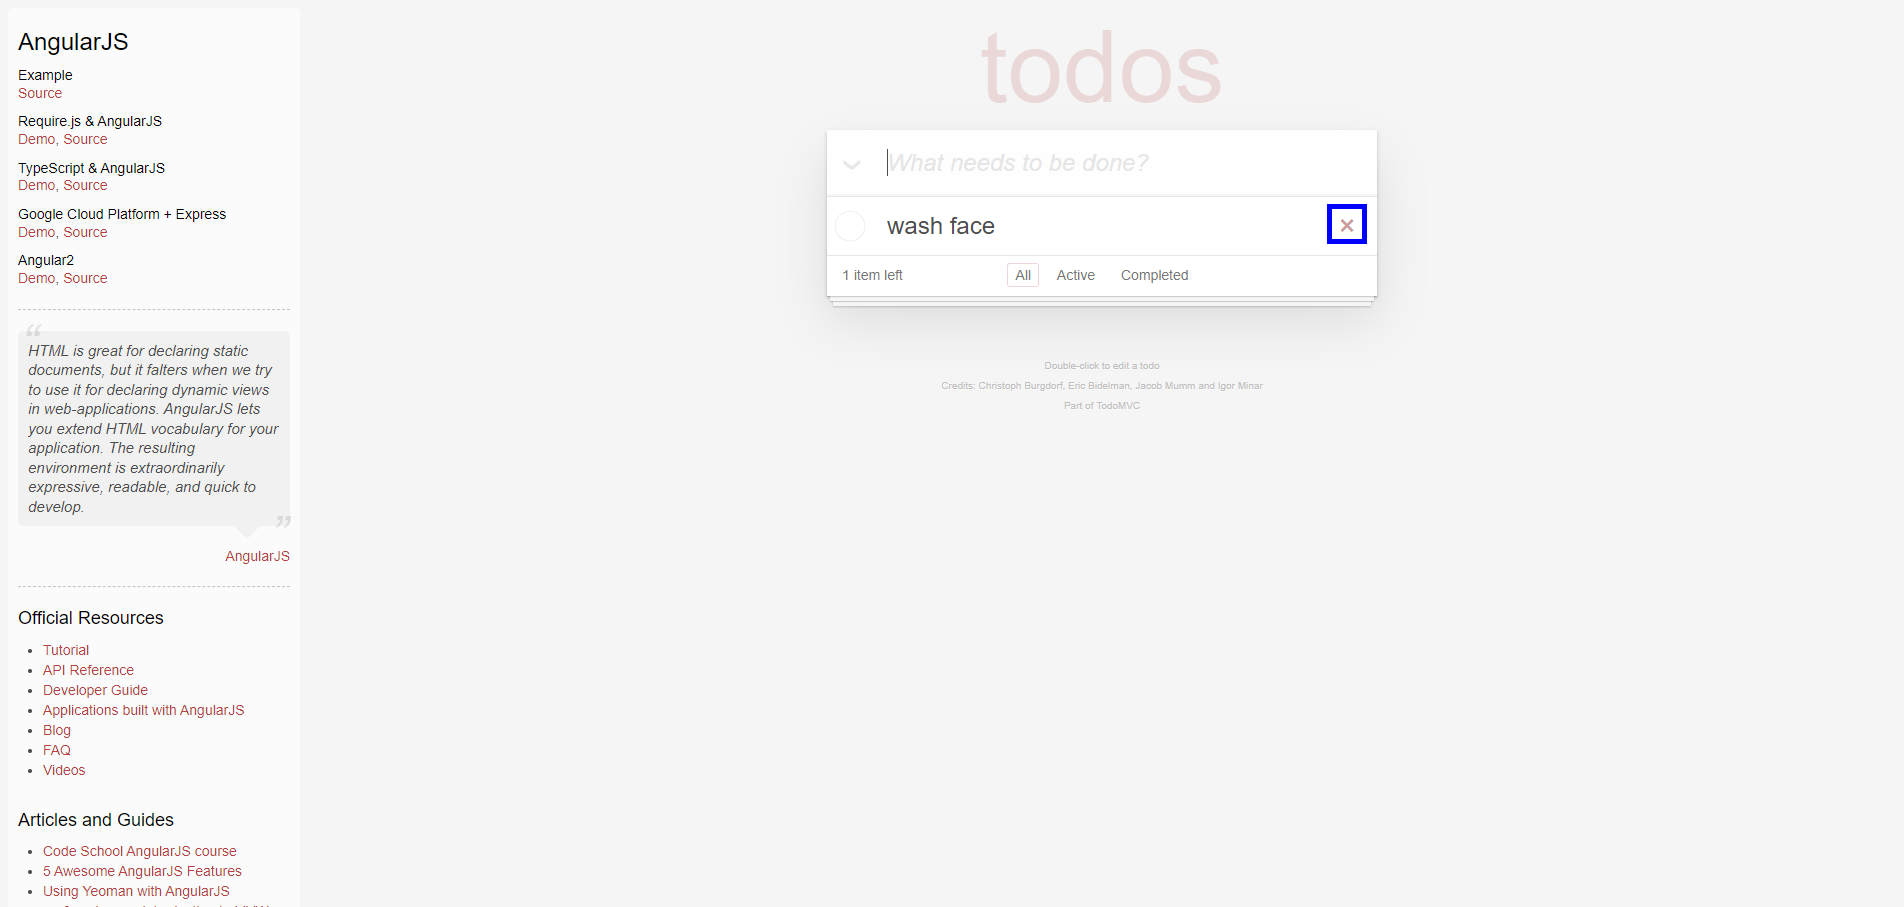 AngularJS
Example
Source
Require.js & AngularJS
Demo, Source
TypeScript & AngularJS
Demo, Source
Google Cloud Platform + Express
Demo, Source
Angular2
Demo, Source
“
HTML is great for declaring static
documents, but it falters when we try
to use it for declaring dynamic views
in web-applications. AngularJS lets
you extend HTML vocabulary for your
application. The resulting
environment is extraordinarily
expressive, readable, and quick to
develop.
”
AngularJS
Official Resources
• Tutorial
• API Reference
• Developer Guide
• Applications built with AngularJS
• Blog
• FAQ
• Videos
Articles and Guides
• Code School AngularJS course
• 5 Awesome AngularJS Features
• Using Yeoman with AngularJS
todos
What needs to be done?
wash face
×
1 item left
All Active Completed
Double-click to edit a todo
Credits: Christoph Burgdorf, Eric Bidelman, Jacob Mumm and Igor Minar
Part of TodoMVC